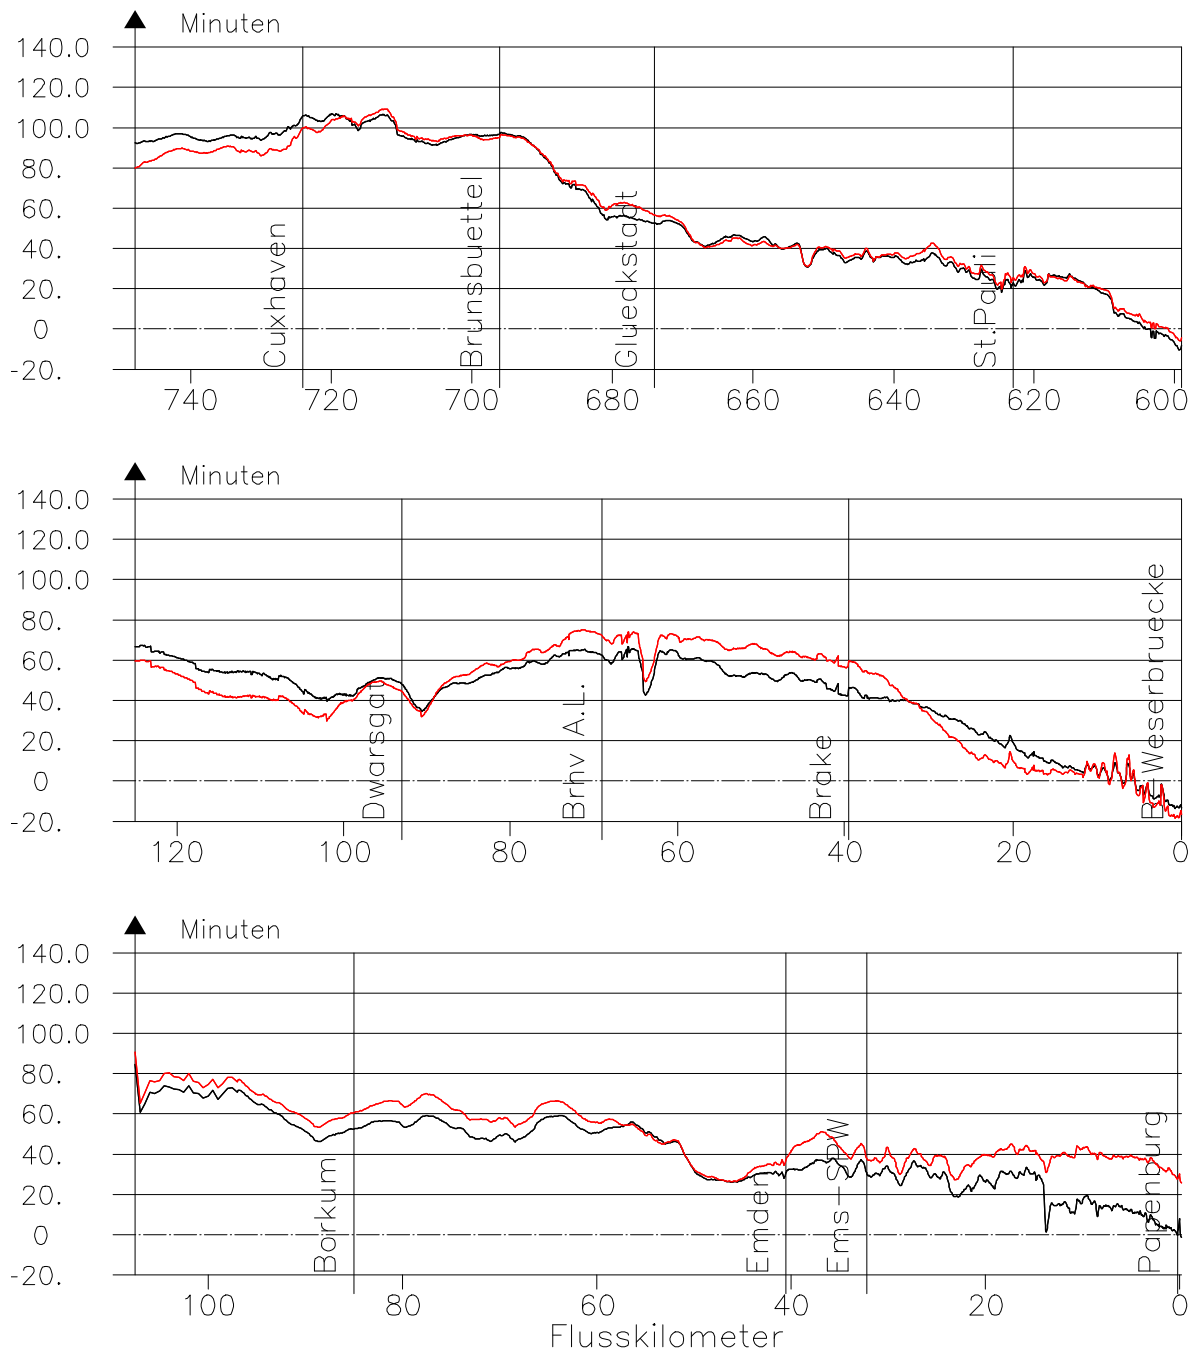 Minuten
140.0
120.0
100.0
80.
60.
40.
20.
0
-20.
Cuxhaven
Brunsbuettel
Glueckstadt
St.Pauli
740 720 700 680 660 640 620 600
Minuten
140.0
120.0
100.0
80.
60.
40.
20.
0
-20.
Dwarsgat
Brhv A.L.
Brake
Br-Weserbruecke
120 100 80 60 40 20 0
Minuten
140.0
120.0
100.0
80.
60.
40.
20.
0
-20.
Borkum
Emden
Ems-SPW
Papenburg
100 80 60 40 20 0
Flusskilometer